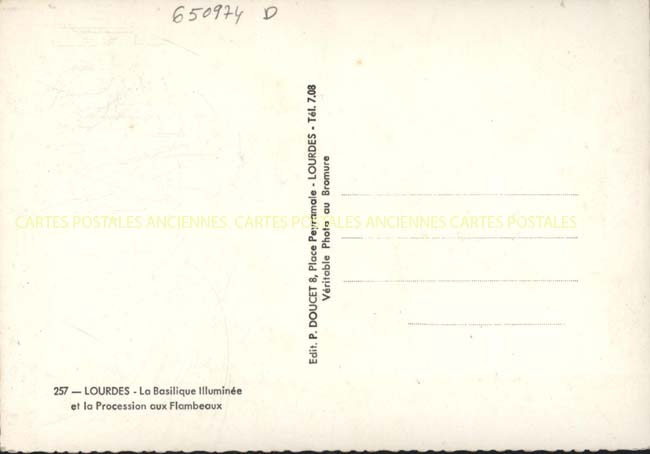 650974 D
Edit. P. DOUCET 8, Place Peyramale - LOURDES - Tél. 7.08
Véritable Photo au Bromure
CARTES POSTALES ANCIENNES CARTES POSTALES ANCIENNES CARTES POSTALES
257 — LOURDES - La Basilique Illuminée
et la Procession aux Flambeaux